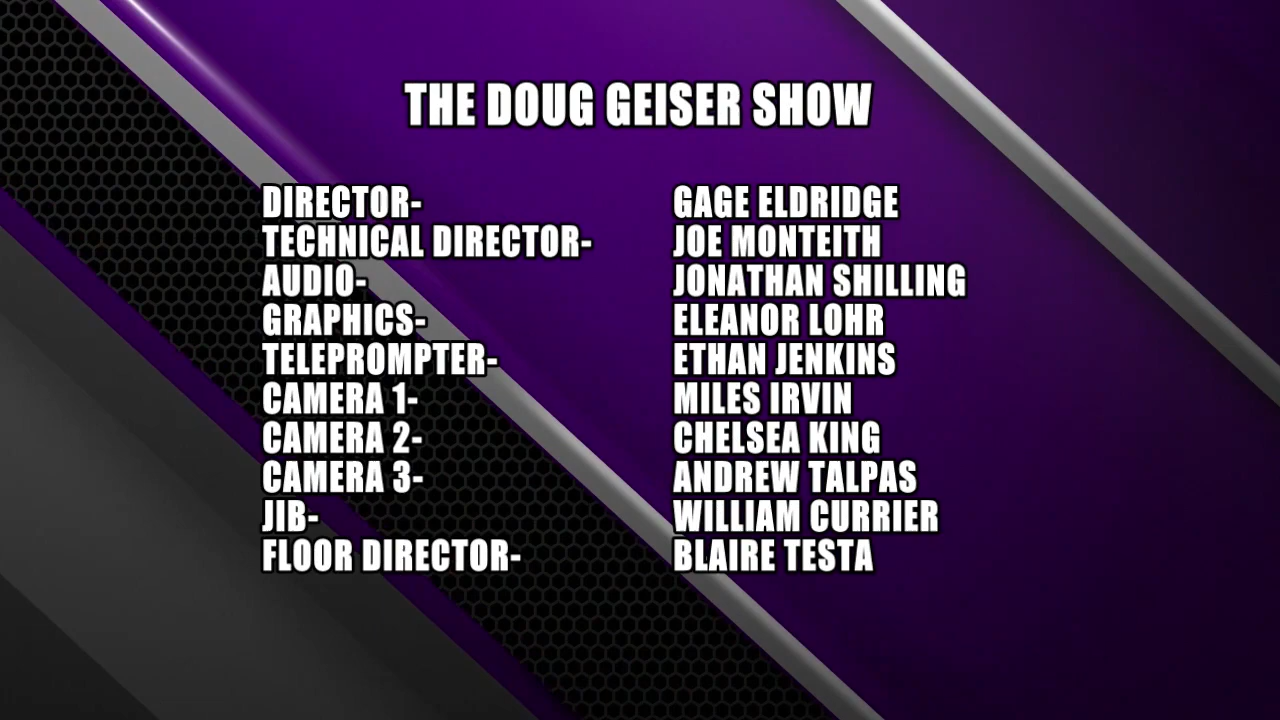 THE DOUG GEISER SHOW
DIRECTOR- GAGE ELDRIDGE
TECHNICAL DIRECTOR- JOE MONTEITH
AUDIO- JONATHAN SHILLING
GRAPHICS- ELEANOR LOHR
TELEPROMPTER- ETHAN JENKINS
CAMERA 1- MILES IRVIN
CAMERA 2- CHELSEA KING
CAMERA 3- ANDREW TALPAS
JIB- WILLIAM CURRIER
FLOOR DIRECTOR- BLAIRE TESTA